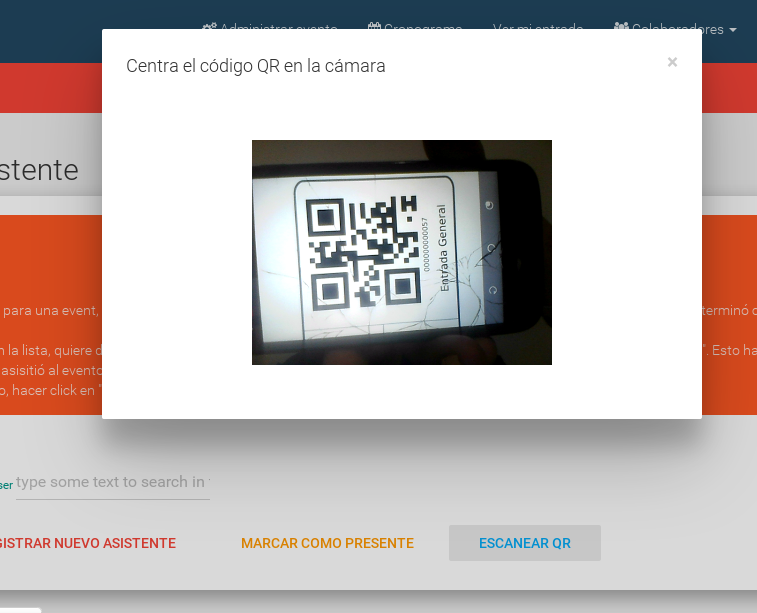 Administrar evento Cronograma Ver mi entrada Colaboradores
Centra el código QR en la cámara
×
stente
0000000000057
Entrada General
para una event,
terminó
n la lista, quiere d
". Esto ha
asisitió al evento
o, hacer click en "
ser type some text to search in
GISTRAR NUEVO ASISTENTE MARCAR COMO PRESENTE ESCANEAR QR